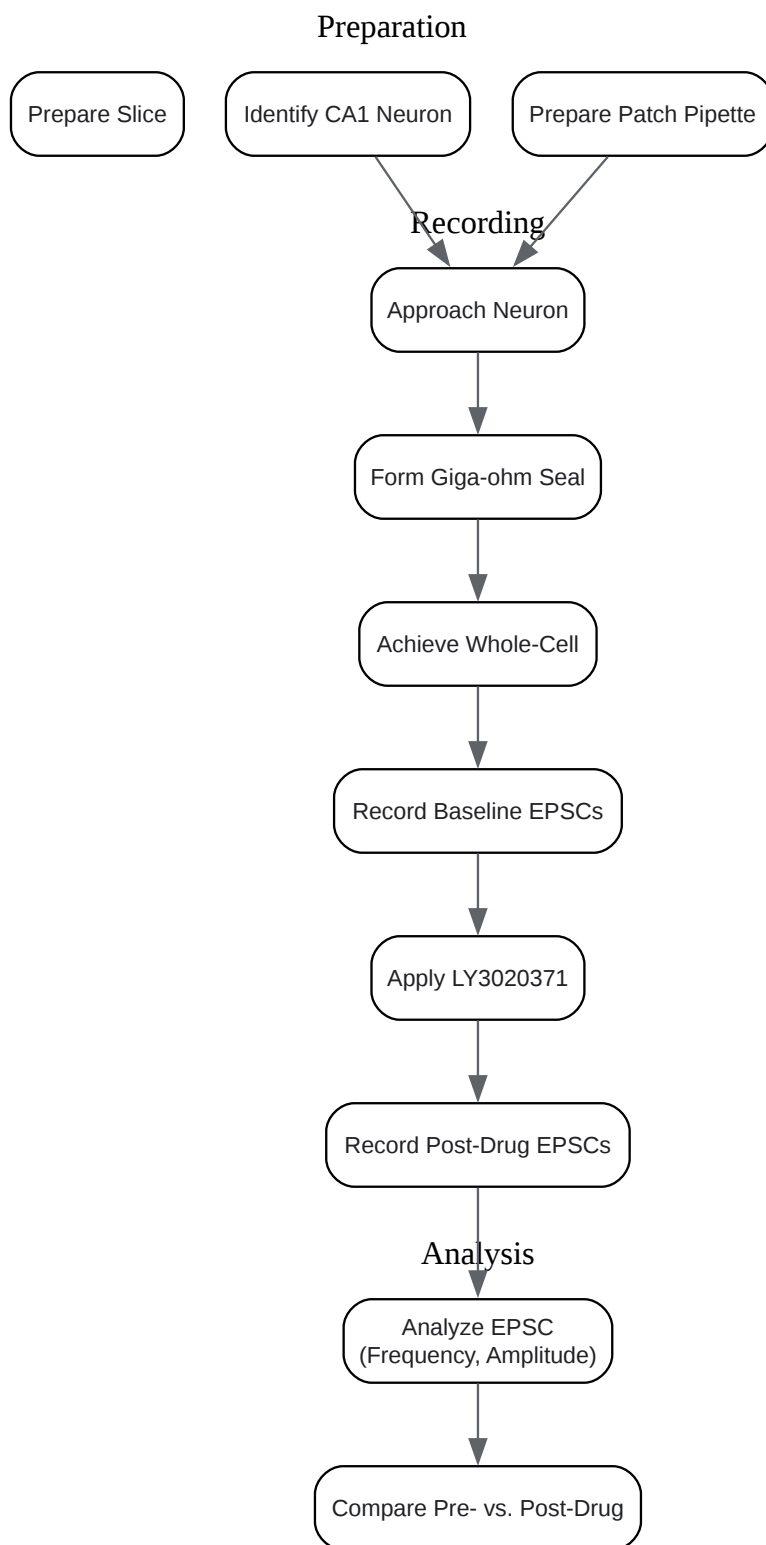 Preparation
Prepare Slice
Identify CA1 Neuron
Prepare Patch Pipette
Recording
Approach Neuron
Form Giga-ohm Seal
Achieve Whole-Cell
Record Baseline EPSCs
Apply LY3020371
Record Post-Drug EPSCs
Analysis
Analyze EPSC
(Frequency, Amplitude)
Compare Pre- vs. Post-Drug